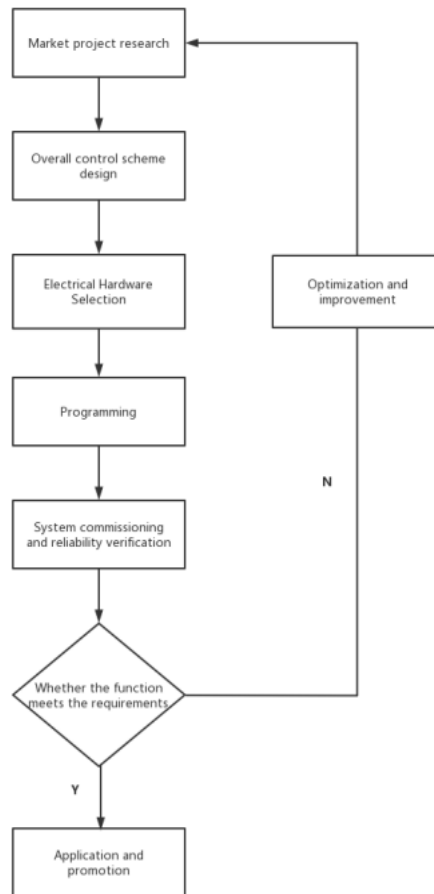 Market project research
Overall control scheme
design
Electrical Hardware
Selection
Optimization and
improvement
Programming
N
System commissioning
and reliability verification
Whether the function
meets the requirements
Y
Application and
promotion